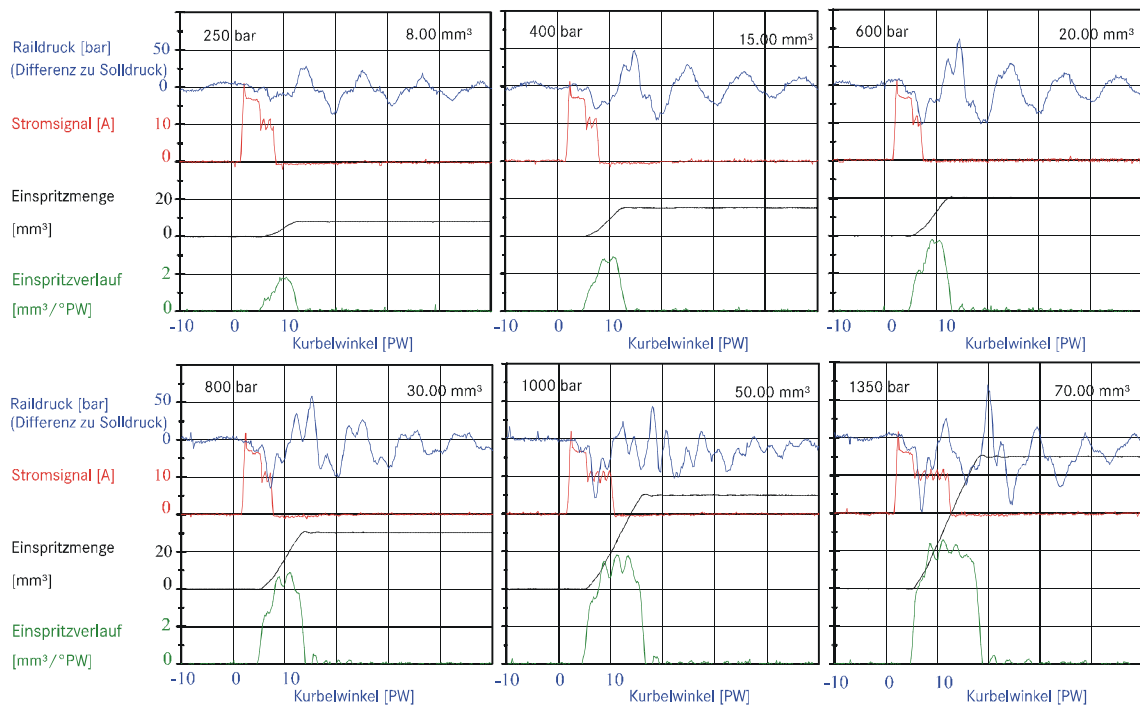 250 bar 8.00 mm³
400 bar 15.00 mm³
600 bar 20.00 mm³
Raildruck [bar] 50
(Differenz zu Solldruck) 0
Stromsignal [A] 10
0
Einspritzmenge 20
[mm³] 0
Einspritzverlauf 2
[mm³/°PW] 0
-10 0 10
Kurbelwinkel [PW]
-10 0 10
Kurbelwinkel [PW]
-10 0 10
Kurbelwinkel [PW]
800 bar 30.00 mm³
1000 bar 50.00 mm³
1350 bar 70.00 mm³
Raildruck [bar] 50
(Differenz zu Solldruck) 0
Stromsignal [A] 10
0
Einspritzmenge 20
[mm³] 0
Einspritzverlauf 2
[mm³/°PW] 0
-10 0 10
Kurbelwinkel [PW]
-10 0 10
Kurbelwinkel [PW]
-10 0 10
Kurbelwinkel [PW]